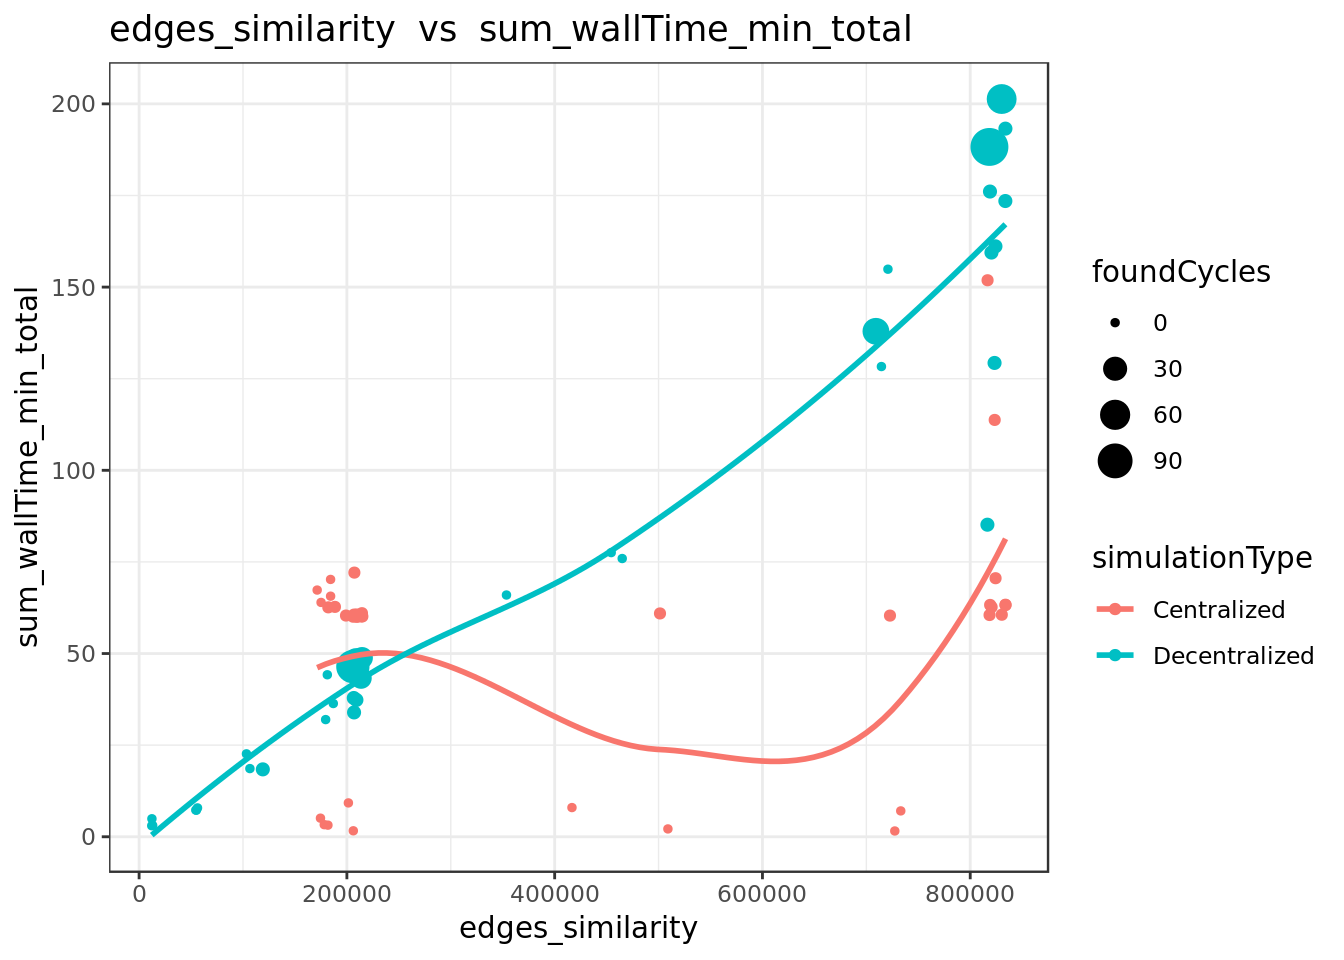 edges_similarity vs sum_wallTime_min_total
sum_wallTime_min_total
200
150
100
50
0
0
200000
400000
600000
800000
edges_similarity
foundCycles
0
30
60
90
simulationType
Centralized
Decentralized